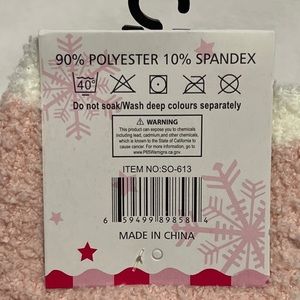 90% POLYESTER 10% SPANDEX
40°
Do not soak/Wash deep colours separately
⚠ WARNING
This product can expose you to chemicals
including lead, cadmium,and other chemicals,
which is known to the State of California to
cause cancer. For more information, go to
www.P65Warnings.ca.gov
ITEM NO:SO-613
6 59499 89858 4
MADE IN CHINA